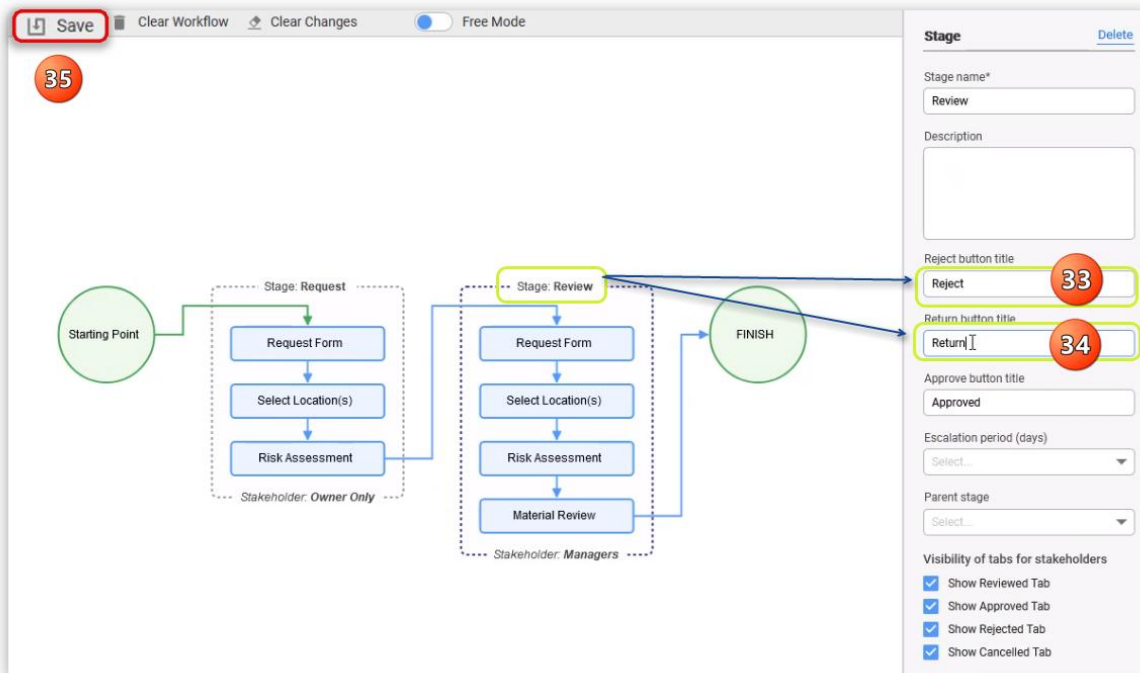 Save
Clear Workflow
Clear Changes
Free Mode
35
Starting Point
Stage: Request
Request Form
Select Location(s)
Risk Assessment
Stakeholder: Owner Only
Stage: Review
Request Form
Select Location(s)
Risk Assessment
Material Review
Stakeholder: Managers
FINISH
Stage
Delete
Stage name*
Review
Description
Reject button title
Reject
33
Return button title
Return
34
Approve button title
Approved
Escalation period (days)
Select...
Parent stage
Select...
Visibility of tabs for stakeholders
Show Reviewed Tab
Show Approved Tab
Show Rejected Tab
Show Cancelled Tab